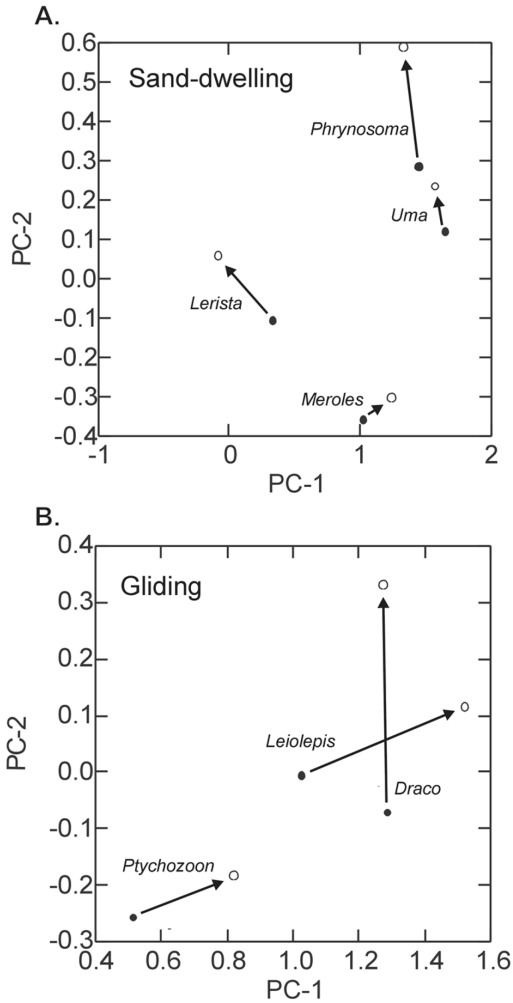 A.
Sand-dwelling
0.6
0.5
0.4
0.3
0.2
0.1
0.0
-0.1
-0.2
-0.3
-0.4
PC-2
Phrynosoma
Uma
Lerista
Meroles
-1
0
1
2
PC-1
B.
Gliding
0.4
0.3
0.2
0.1
0.0
-0.1
-0.2
-0.3
PC-2
Leiolepis
Draco
Ptychozoon
0.4
0.6
0.8
1.0
1.2
1.4
1.6
PC-1